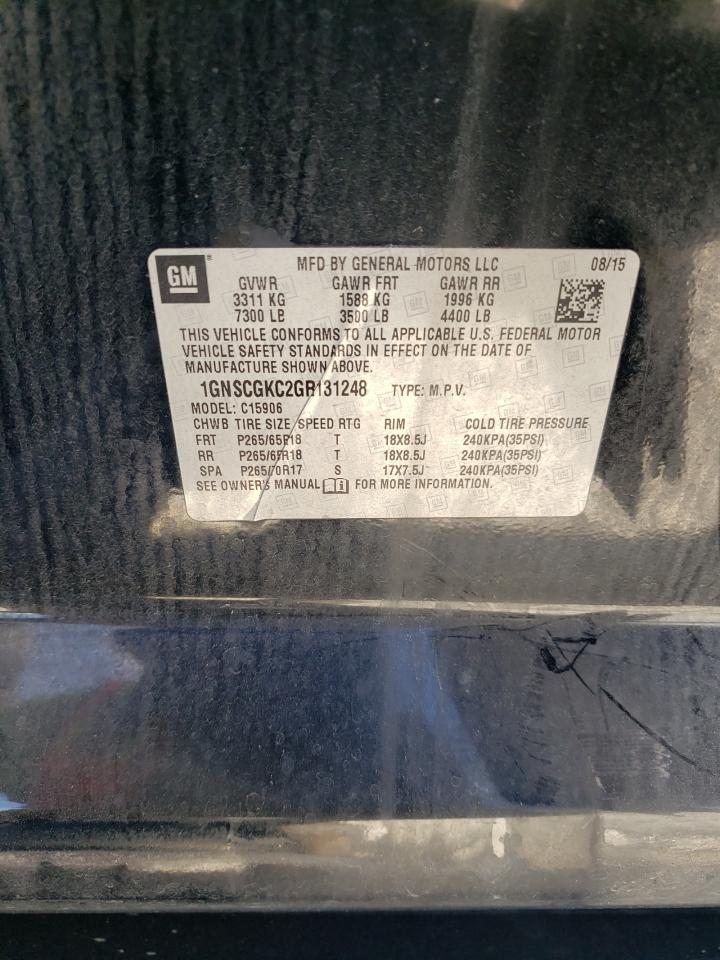 GM
MFD BY GENERAL MOTORS LLC 08/15
GVWR GAWR FRT GAWR RR
3311 KG 1588 KG 1996 KG
7300 LB 3500 LB 4400 LB
THIS VEHICLE CONFORMS TO ALL APPLICABLE U.S. FEDERAL MOTOR
VEHICLE SAFETY STANDARDS IN EFFECT ON THE DATE OF
MANUFACTURE SHOWN ABOVE.
1GNSCGKC2GR131248 TYPE: M.P.V.
MODEL: C15906
CHWB TIRE SIZE SPEED RTG RIM COLD TIRE PRESSURE
FRT P265/65R18 T 18X8.5J 240KPA(35PSI)
RR P265/65R18 T 18X8.5J 240KPA(35PSI)
SPA P265/70R17 S 17X7.5J 240KPA(35PSI)
SEE OWNER'S MANUAL FOR MORE INFORMATION.